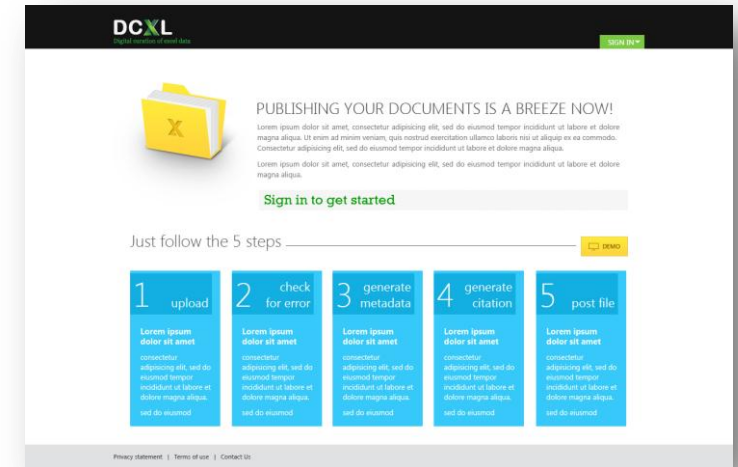 DCXL
Digital curation of excel data
SIGN IN
X
PUBLISHING YOUR DOCUMENTS IS A BREEZE NOW!
Lorem ipsum dolor sit amet, consectetur adipisicing elit, sed do eiusmod tempor incididunt ut labore et dolore
magna aliqua. Ut enim ad minim veniam, quis nostrud exercitation ullamco laboris nisi ut aliquip ex ea commodo.
Consectetur adipisicing elit, sed do eiusmod tempor incididunt ut labore et dolore magna aliqua.
Lorem ipsum dolor sit amet, consectetur adipisicing elit, sed do eiusmod tempor incididunt ut labore et dolore
magna aliqua.
Sign in to get started
Just follow the 5 steps
DEMO
1 upload
Lorem ipsum
dolor sit amet
consectetur
adipisicing elit, sed do
eiusmod tempor
incididunt ut labore et
dolore magna aliqua.
sed do eiusmod
2 check
for error
Lorem ipsum
dolor sit amet
consectetur
adipisicing elit, sed do
eiusmod tempor
incididunt ut labore et
dolore magna aliqua.
sed do eiusmod
3 generate
metadata
Lorem ipsum
dolor sit amet
consectetur
adipisicing elit, sed do
eiusmod tempor
incididunt ut labore et
dolore magna aliqua.
sed do eiusmod
4 generate
citation
Lorem ipsum
dolor sit amet
consectetur
adipisicing elit, sed do
eiusmod tempor
incididunt ut labore et
dolore magna aliqua.
sed do eiusmod
5 post file
Lorem ipsum
dolor sit amet
consectetur
adipisicing elit, sed do
eiusmod tempor
incididunt ut labore et
dolore magna aliqua.
sed do eiusmod
Privacy statement | Terms of use | Contact Us